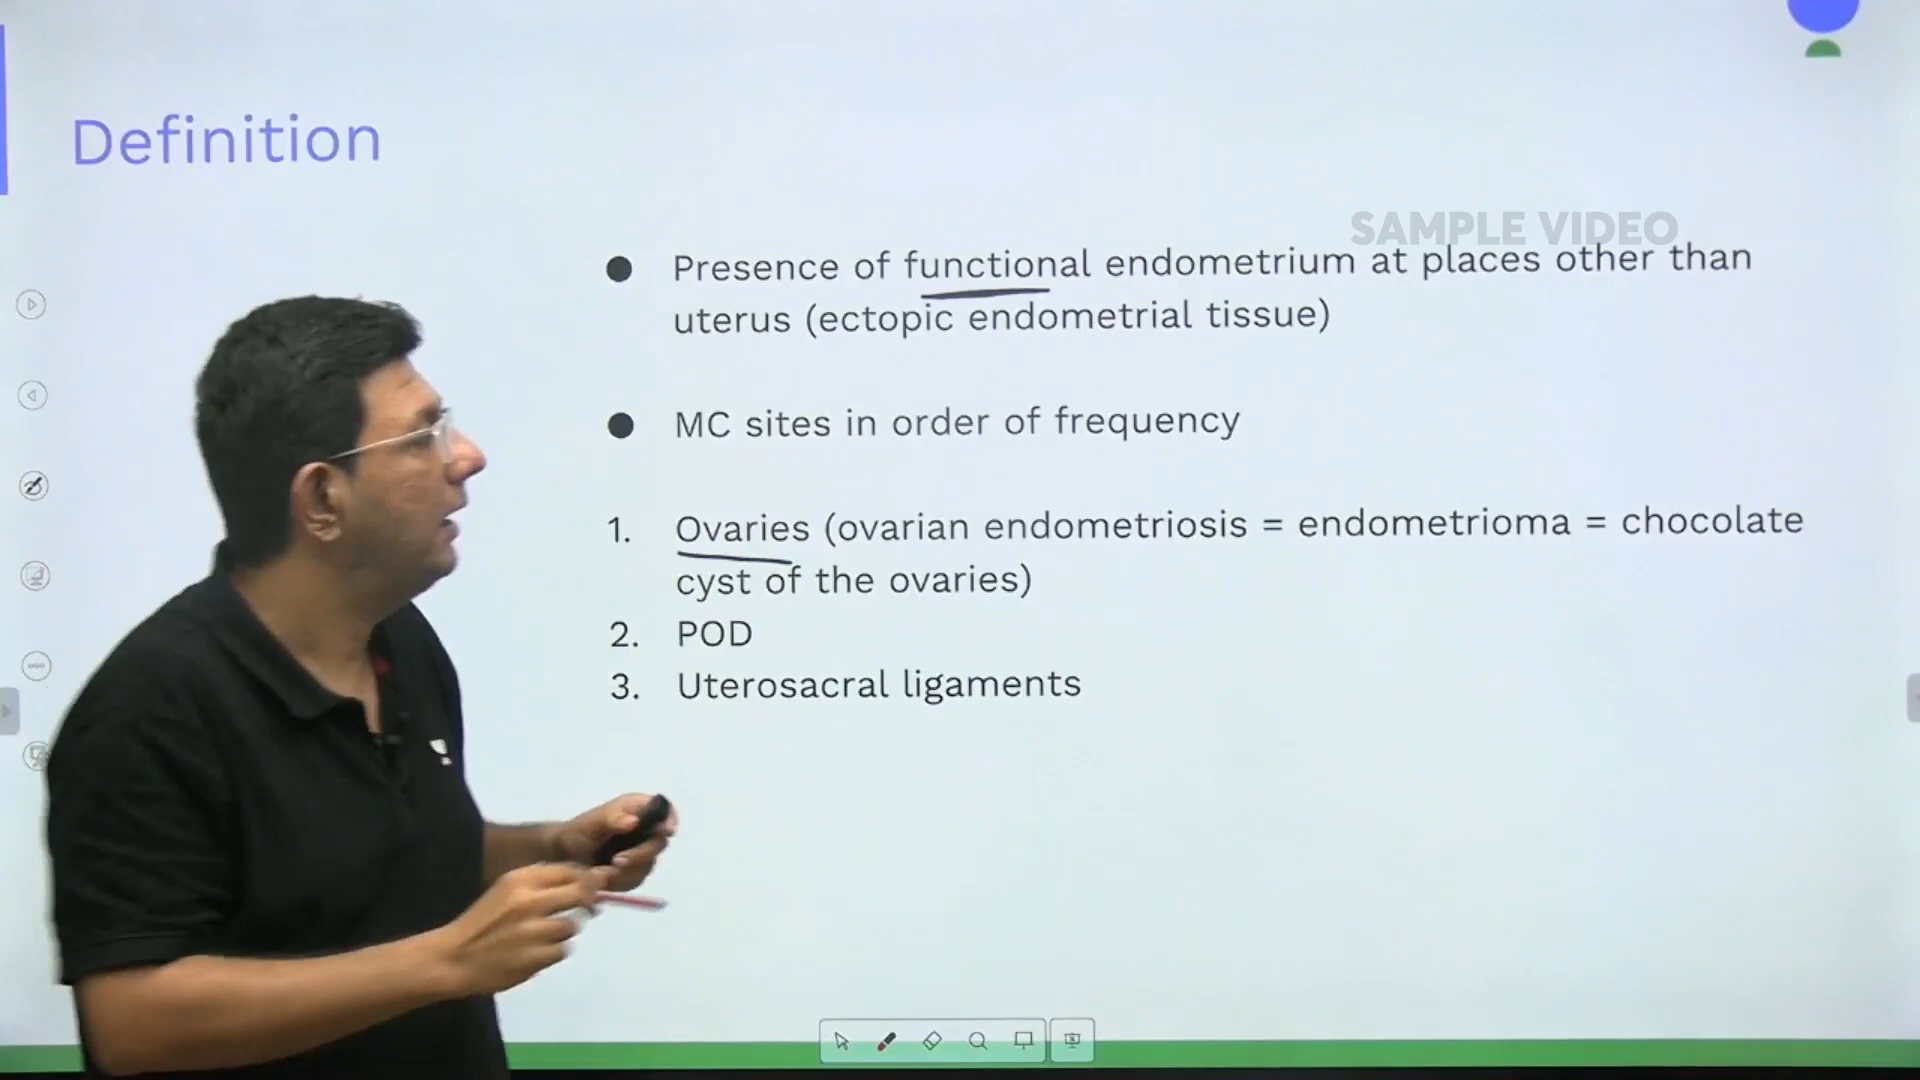 Definition
SAMPLE VIDEO
● Presence of functional endometrium at places other than
uterus (ectopic endometrial tissue)
● MC sites in order of frequency
1. Ovaries (ovarian endometriosis = endometrioma = chocolate
cyst of the ovaries)
2. POD
3. Uterosacral ligaments